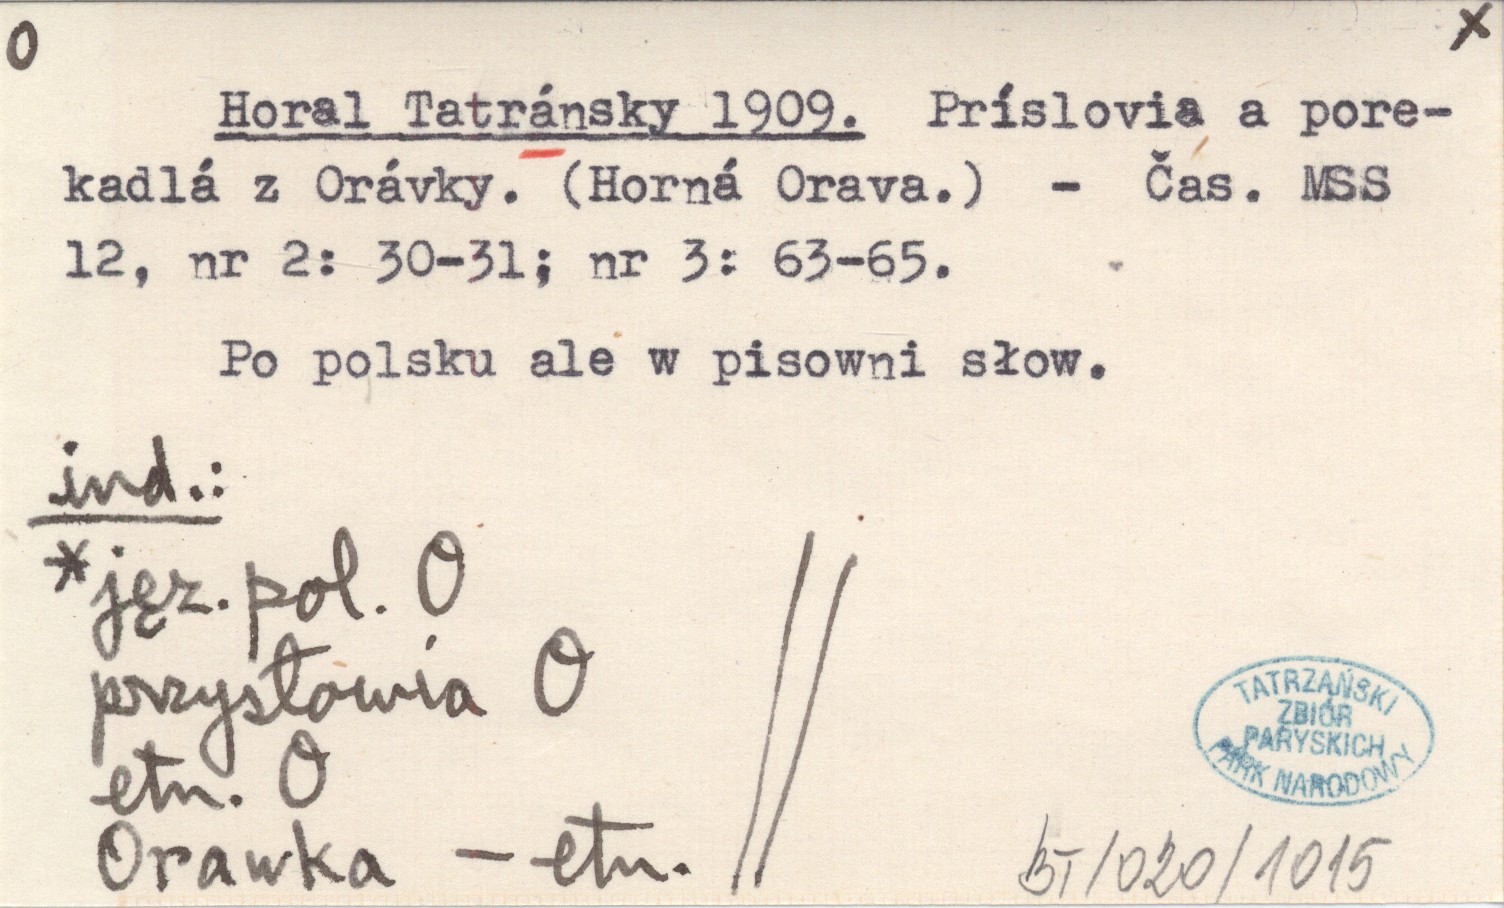 O X
Horal Tatránsky 1909. Príslovia a pore-
kadlá z Orávky. (Horná Orava.) - Čas. MSS
12, nr 2: 30-31; nr 3: 63-65.
Po polsku ale w pisowni słow.
ind.:
*jęz. pol. O
przysłowia O
etn. O
Orawka - etn.
TATRZAŃSKI
ZBIÓR
PARYSKICH
PARK NARODOWY
BT/020/1015